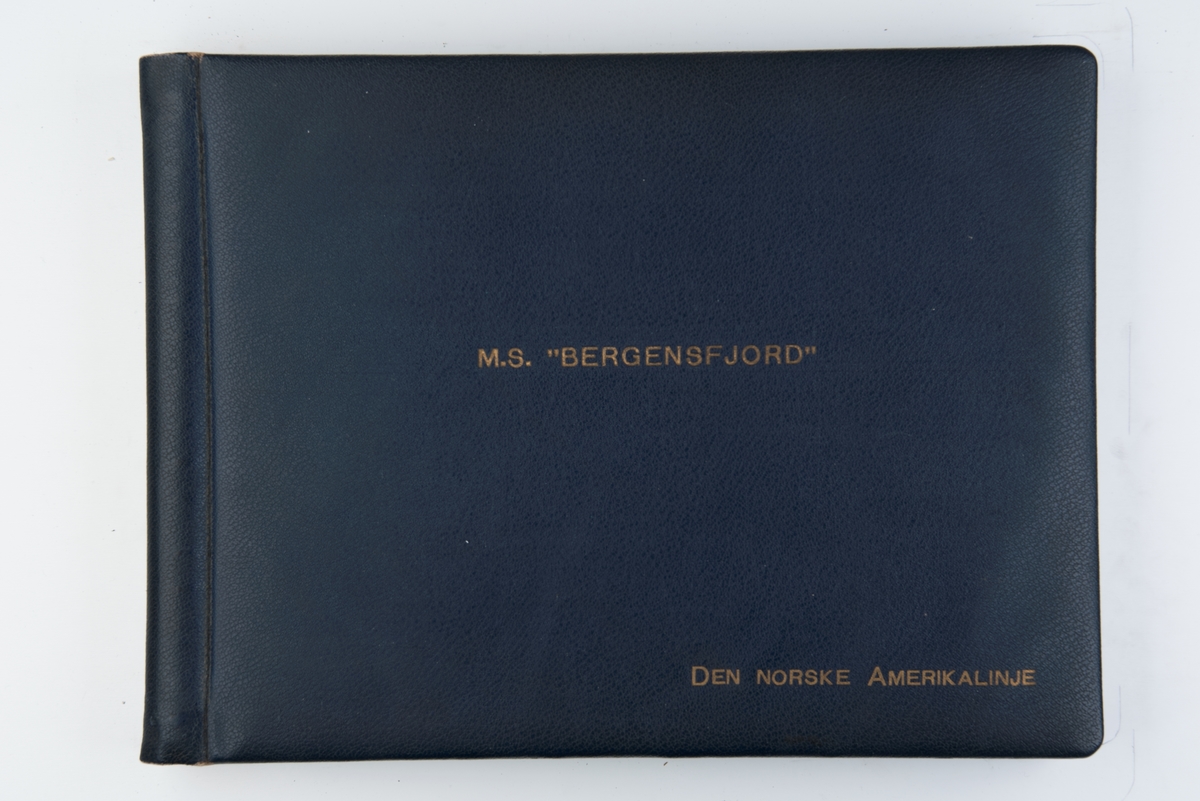 M.S. "BERGENSFJORD"
DEN NORSKE AMERIKALINJE